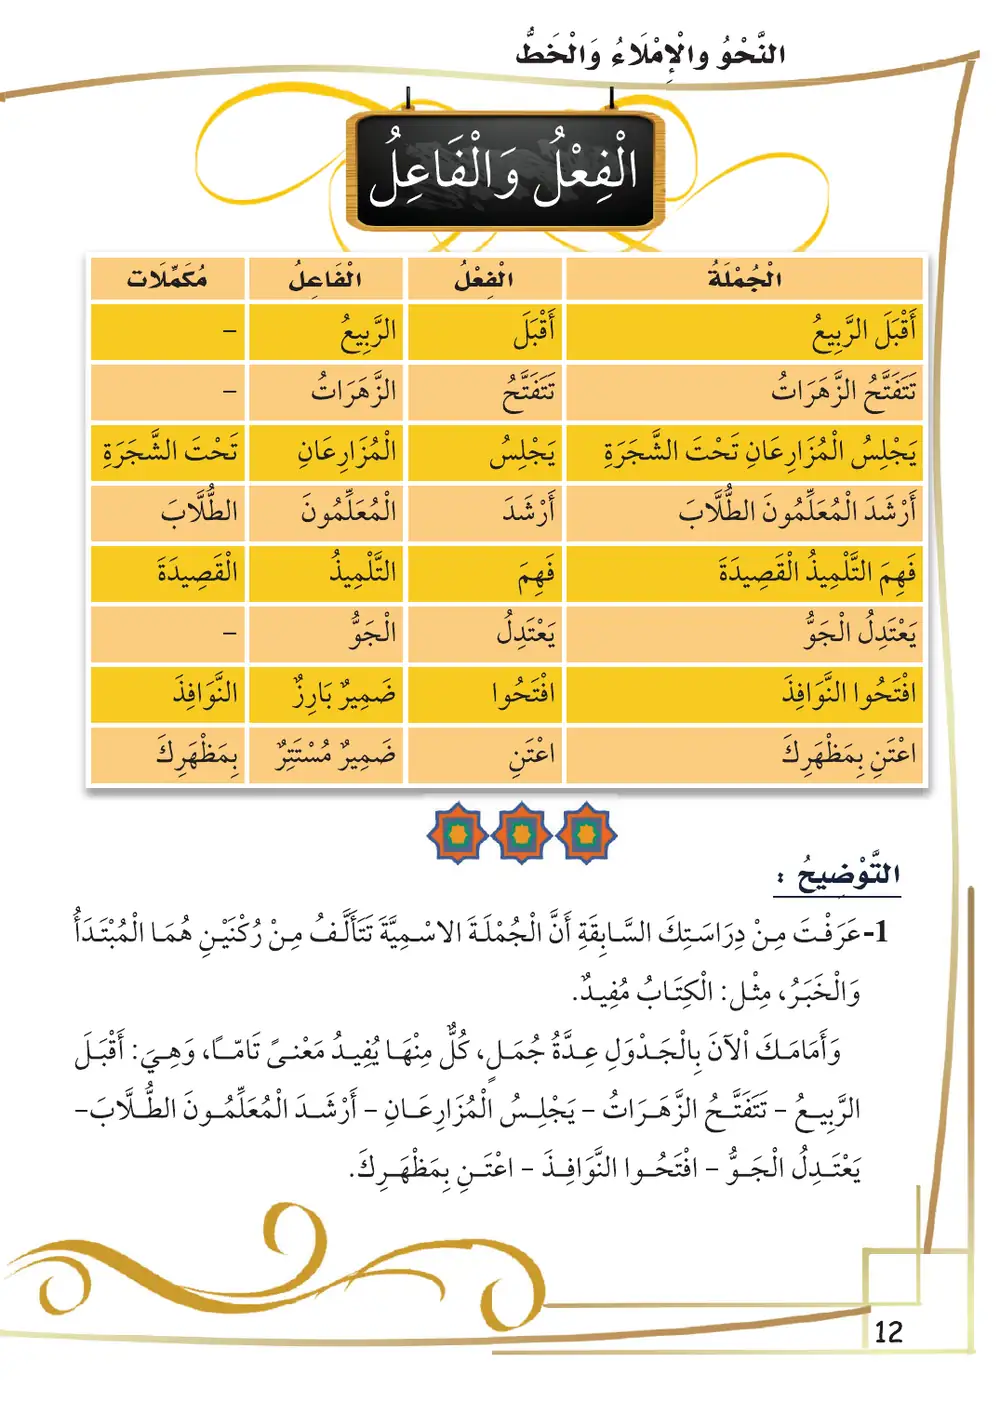 النَّحْوُ والْإِمْلَاءُ وَالْخَطُّ
الْفِعْلُ وَالْفَاعِلُ
الْجُمْلَةُ الْفِعْلُ الْفَاعِلُ مُكَمِّلَات
أَقْبَلَ الرَّبِيعُ أَقْبَلَ الرَّبِيعُ –
تَتَفَتَّحُ الزَّهَرَاتُ تَتَفَتَّحُ الزَّهَرَاتُ –
يَجْلِسُ الْمُزَارِعَانِ تَحْتَ الشَّجَرَةِ يَجْلِسُ الْمُزَارِعَانِ تَحْتَ الشَّجَرَةِ
أَرْشَدَ الْمُعَلِّمُونَ الطُّلَّابَ أَرْشَدَ الْمُعَلِّمُونَ الطُّلَّابَ
فَهِمَ التَّلْمِيذُ الْقَصِيدَةَ فَهِمَ التَّلْمِيذُ الْقَصِيدَةَ
يَعْتَدِلُ الْجَوُّ يَعْتَدِلُ الْجَوُّ –
افْتَحُوا النَّوَافِذَ افْتَحُوا ضَمِيرٌ بَارِزٌ النَّوَافِذَ
اعْتَنِ بِمَظْهَرِكَ اعْتَنِ ضَمِيرٌ مُسْتَتِرٌ بِمَظْهَرِكَ
التَّوْضِيحُ :
1-عَرَفْتَ مِنْ دِرَاسَتِكَ السَّابِقَةِ أَنَّ الْجُمْلَةَ الاسْمِيَّةَ تَتَأَلَّفُ مِنْ رُكْنَيْنِ هُمَا الْمُبْتَدَأُ
وَالْخَبَرُ، مِثْل: الْكِتَابُ مُفِيدٌ.
وَأَمَامَكَ اْلآنَ بِالْجَدْوَلِ عِدَّةُ جُمَلٍ، كُلٌّ مِنْهَا يُفِيدُ مَعْنىً تَامًّا، وَهِيَ: أَقْبَلَ
الرَّبِيعُ – تَتَفَتَّحُ الزَّهَرَاتُ – يَجْلِسُ الْمُزَارِعَانِ – أَرْشَدَ الْمُعَلِّمُونَ الطُّلَّابَ–
يَعْتَدِلُ الْجَوُّ – افْتَحُوا النَّوَافِذَ – اعْتَنِ بِمَظْهَرِكَ.
12